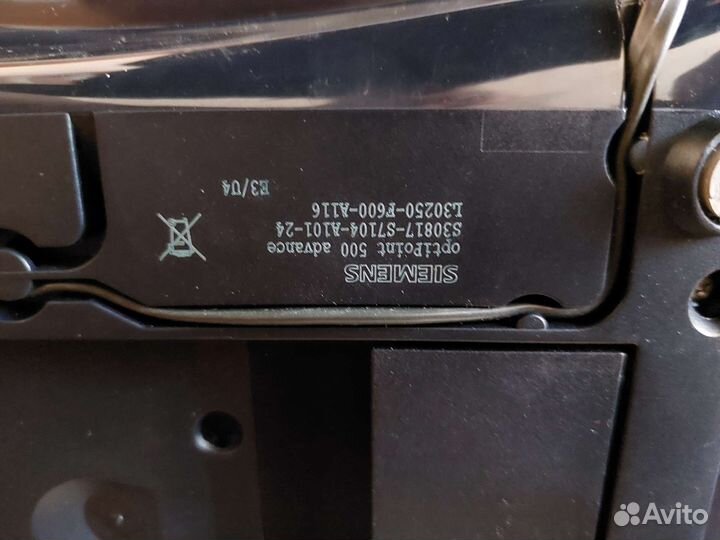 SIEMENS
optiPoint 500 advance
S30817-S7104-A101-24
L30250-F600-A116
E3/U4
Avito